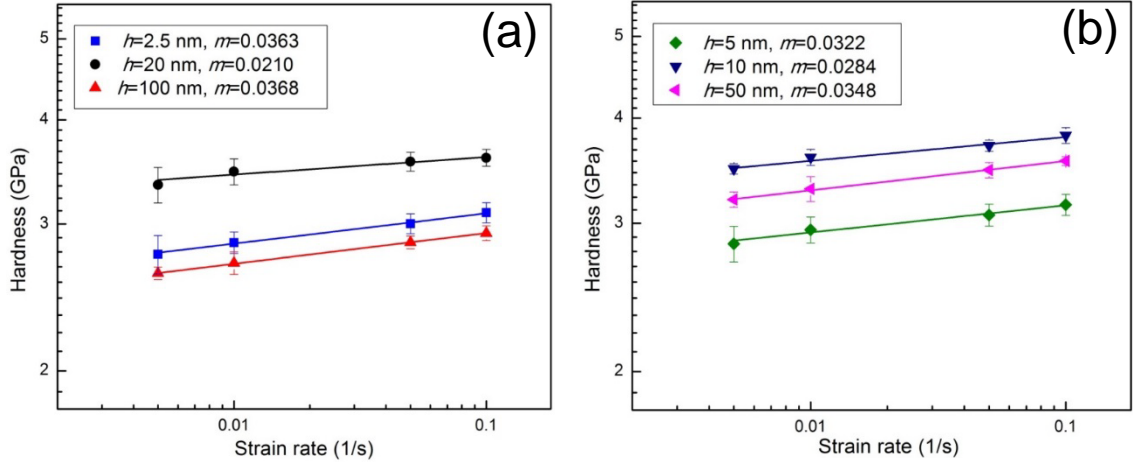 (a)
h=2.5 nm, m=0.0363
h=20 nm, m=0.0210
h=100 nm, m=0.0368
5
4
3
2
Hardness (GPa)
0.01
0.1
Strain rate (1/s)
(b)
h=5 nm, m=0.0322
h=10 nm, m=0.0284
h=50 nm, m=0.0348
5
4
3
2
Hardness (GPa)
0.01
0.1
Strain rate (1/s)